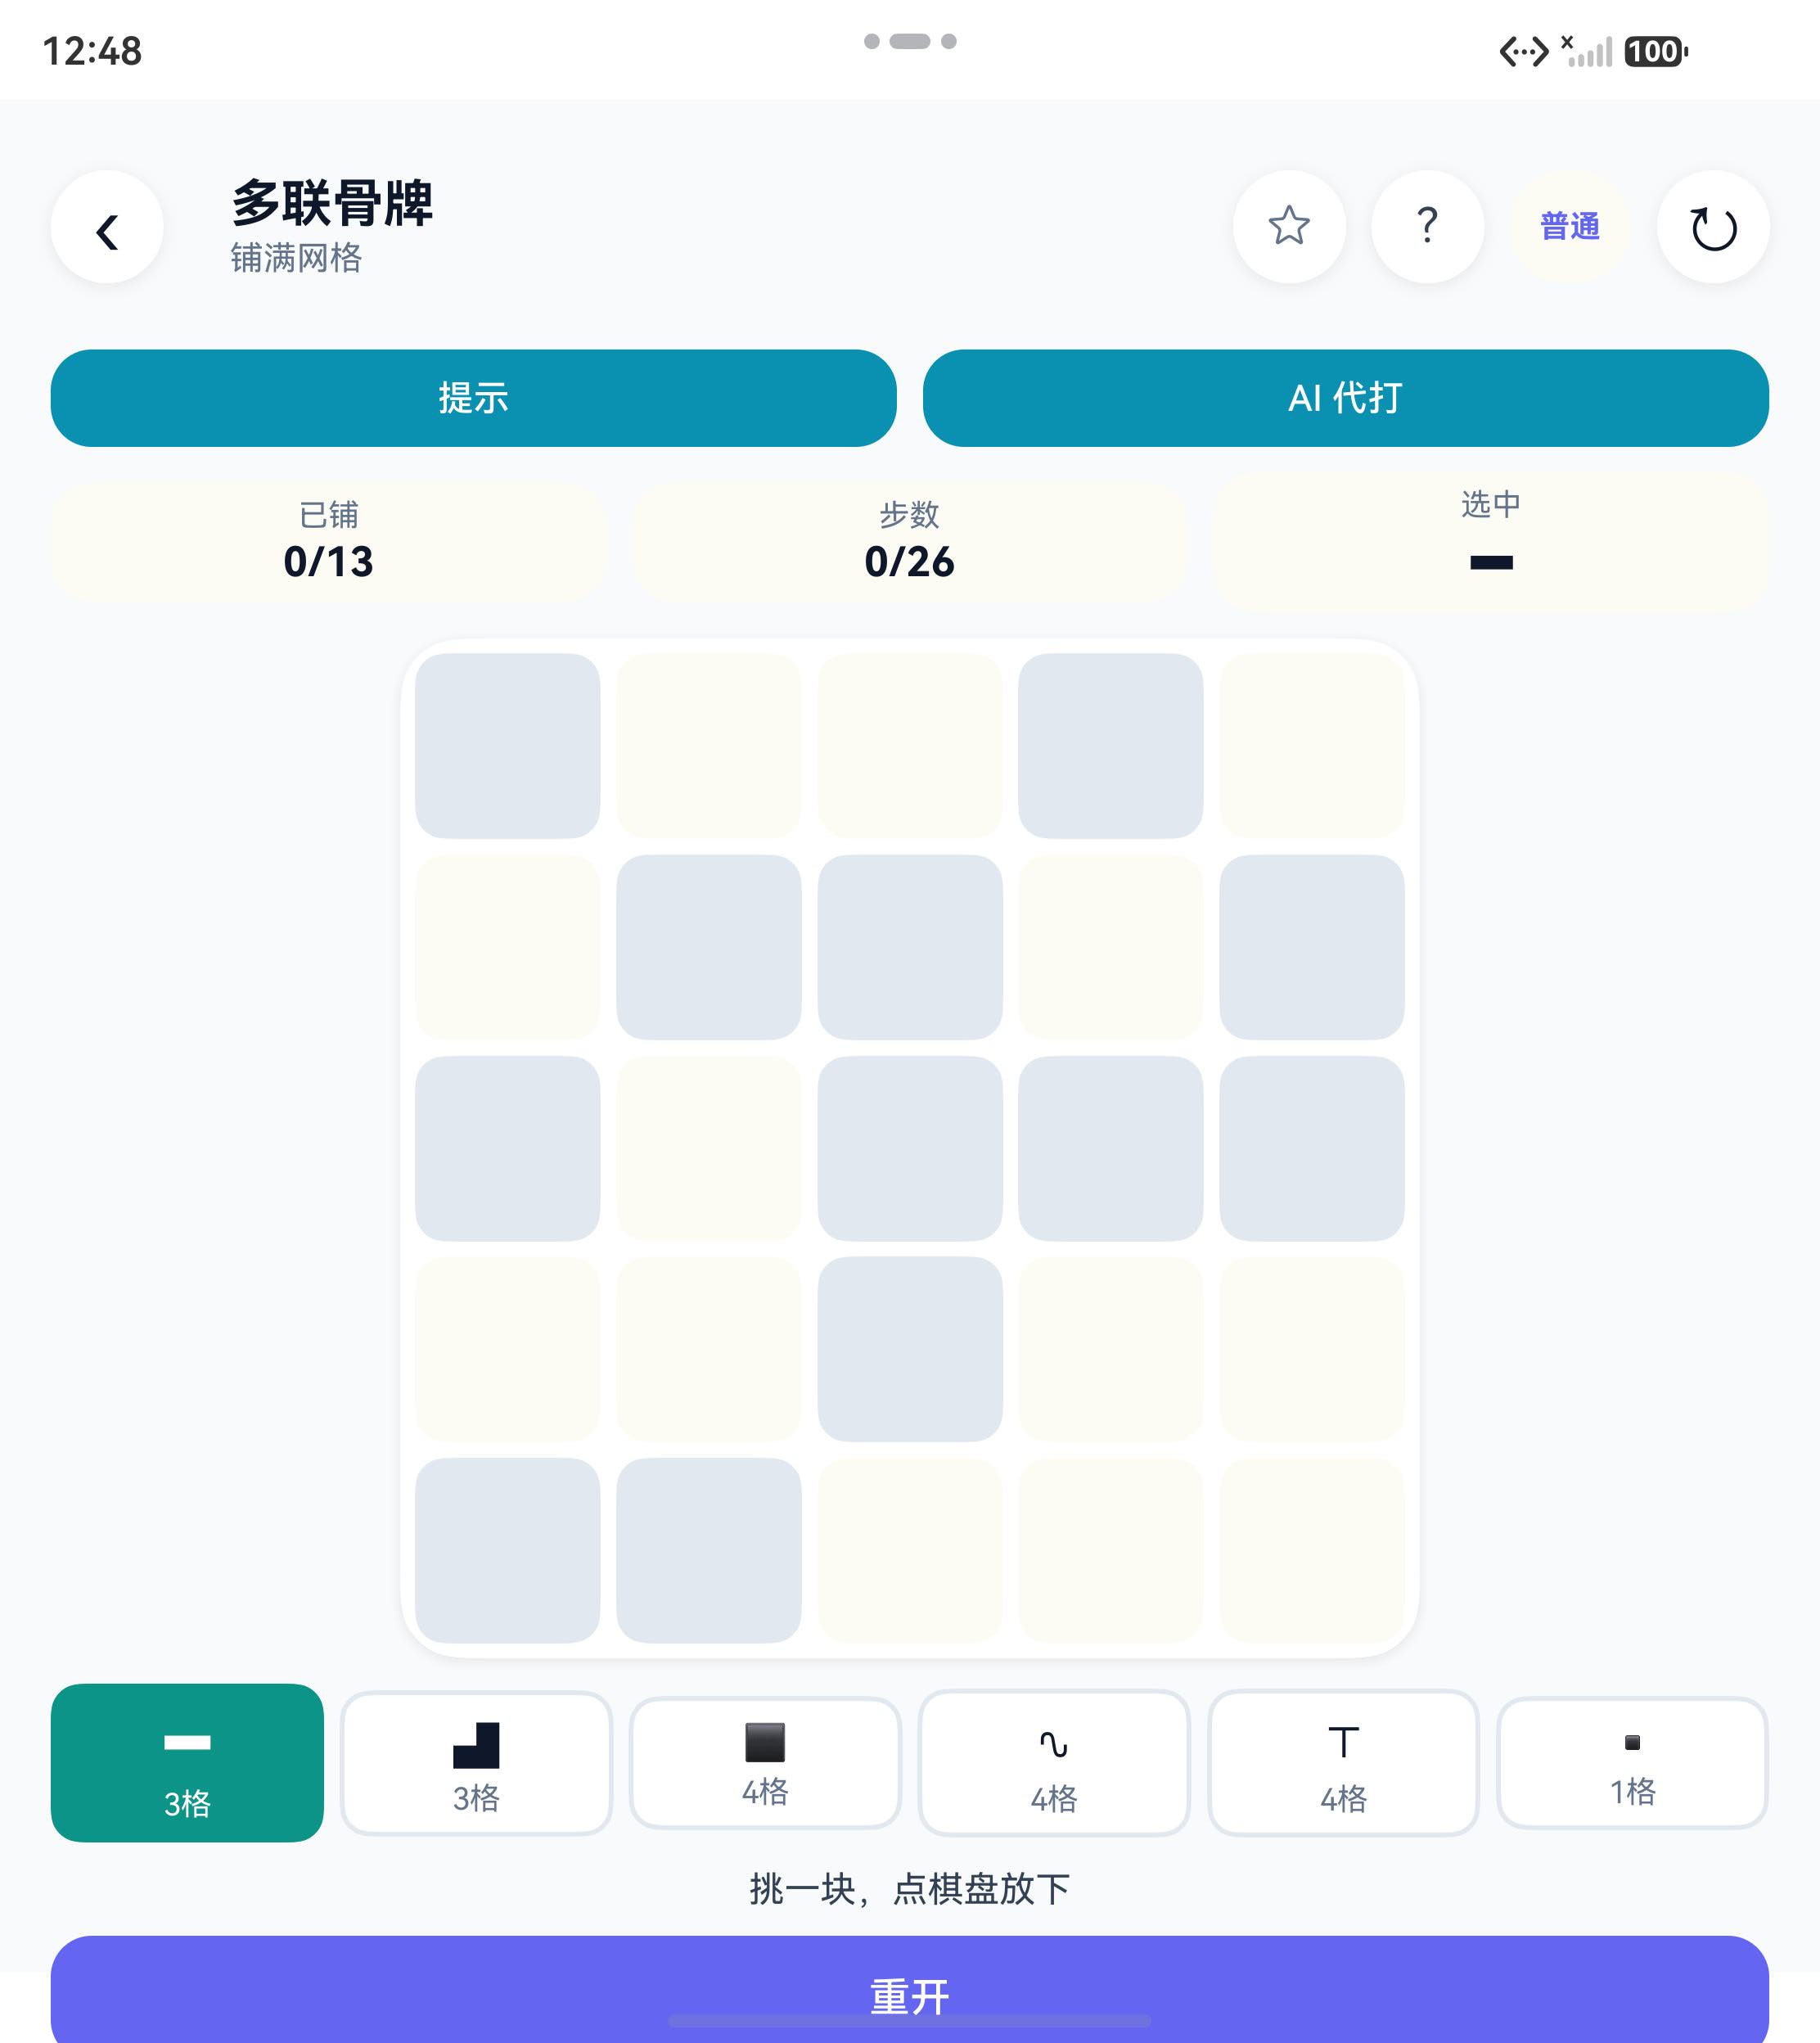 12:48
100
多联骨牌
铺满网格
?
普通
提示
AI 代打
已铺
0/13
步数
0/26
选中
3格
3格
4格
4格
4格
1格
挑一块，点棋盘放下
重开